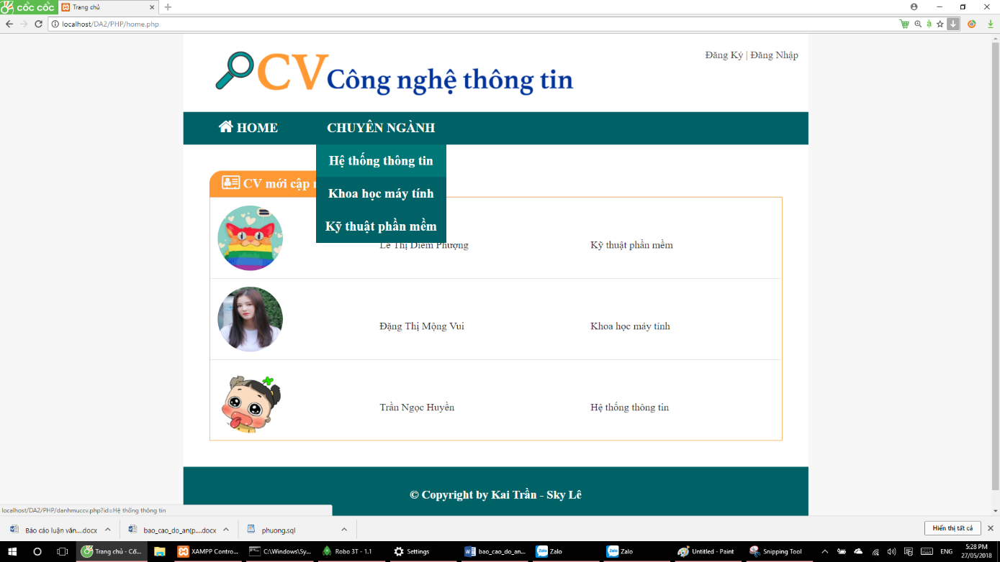 cốc cốc
Trang chủ
localhost/DA2/PHP/home.php
CV Công nghệ thông tin
Đăng Ký | Đăng Nhập
HOME
CHUYÊN NGÀNH
Hệ thống thông tin
Khoa học máy tính
Kỹ thuật phần mềm
CV mới cập
Lê Thị Diễm Phượng
Kỹ thuật phần mềm
Đặng Thị Mộng Vui
Khoa học máy tính
Trần Ngọc Huyền
Hệ thống thông tin
© Copyright by Kai Trần - Sky Lê
localhost/DA2/PHP/danhmuccv.php?id=Hệ thống thông tin
Báo cáo luận văn....docx
bao_cao_do_an(p....docx
phuong.sql
Hiển thị tất cả
Trang chủ - Cố...
XAMPP Contro...
C:\Windows\Sy...
Robo 3T - 1.1
Settings
bao_cao_do_an...
Zalo
Zalo
Untitled - Paint
Snipping Tool
ENG
5:28 PM
27/05/2018